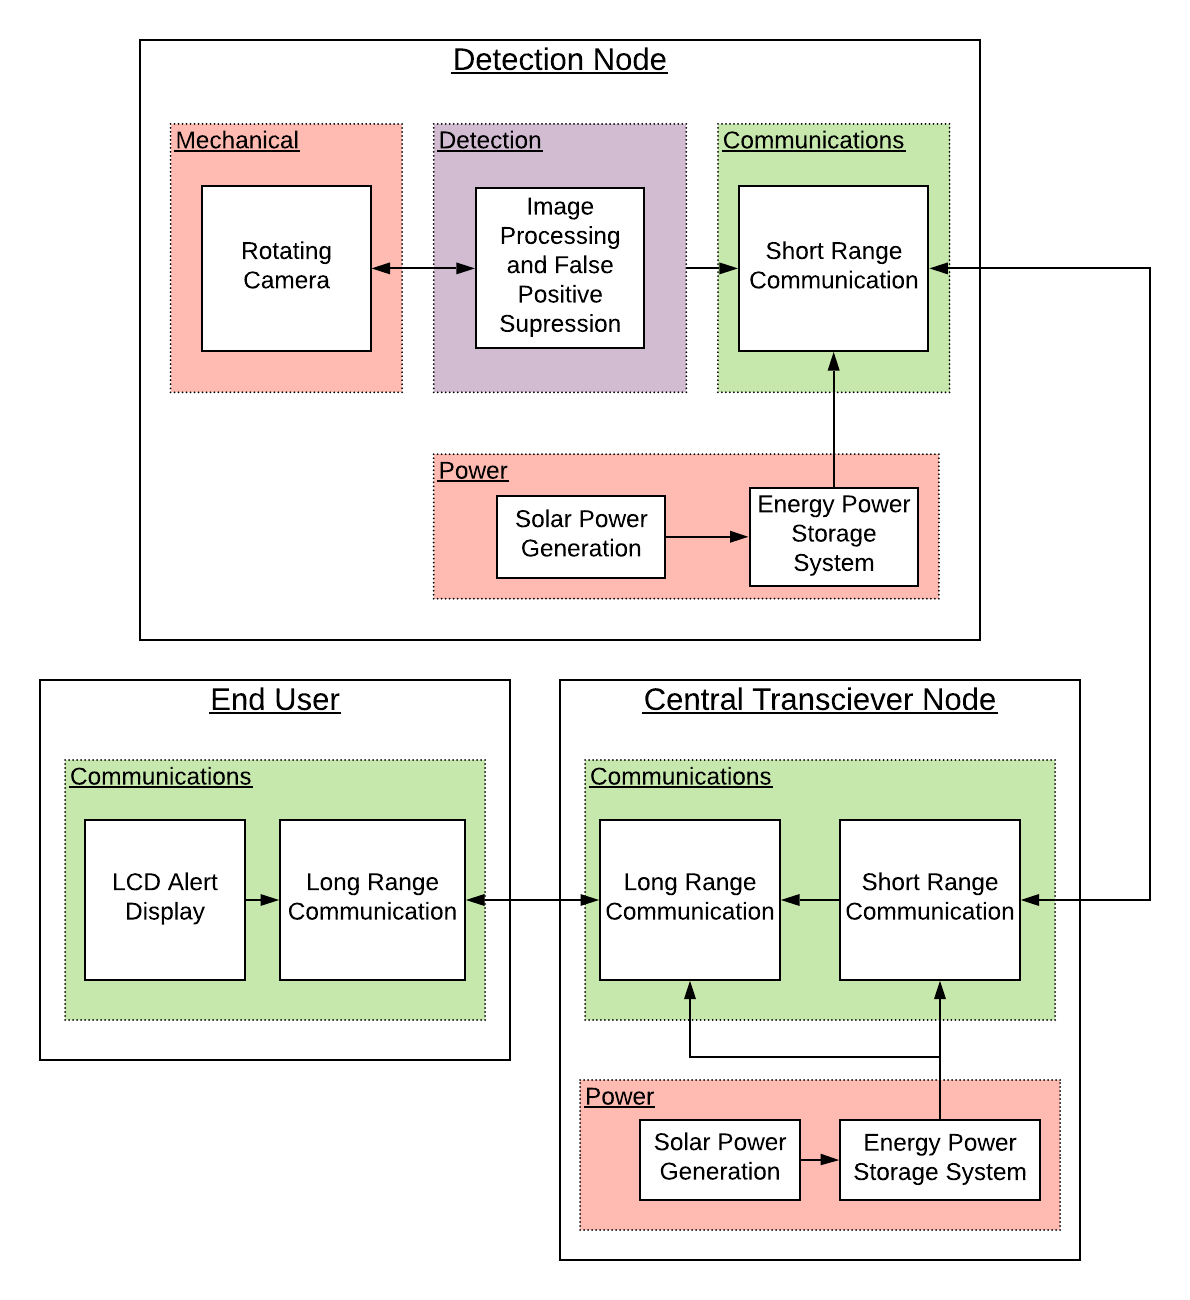 Detection Node
Mechanical
Rotating
Camera
Detection
Image
Processing
and False
Positive
Supression
Communications
Short Range
Communication
Power
Solar Power
Generation
Energy Power
Storage
System
End User
Communications
LCD Alert
Display
Long Range
Communication
Central Transciever Node
Communications
Long Range
Communication
Short Range
Communication
Power
Solar Power
Generation
Energy Power
Storage System